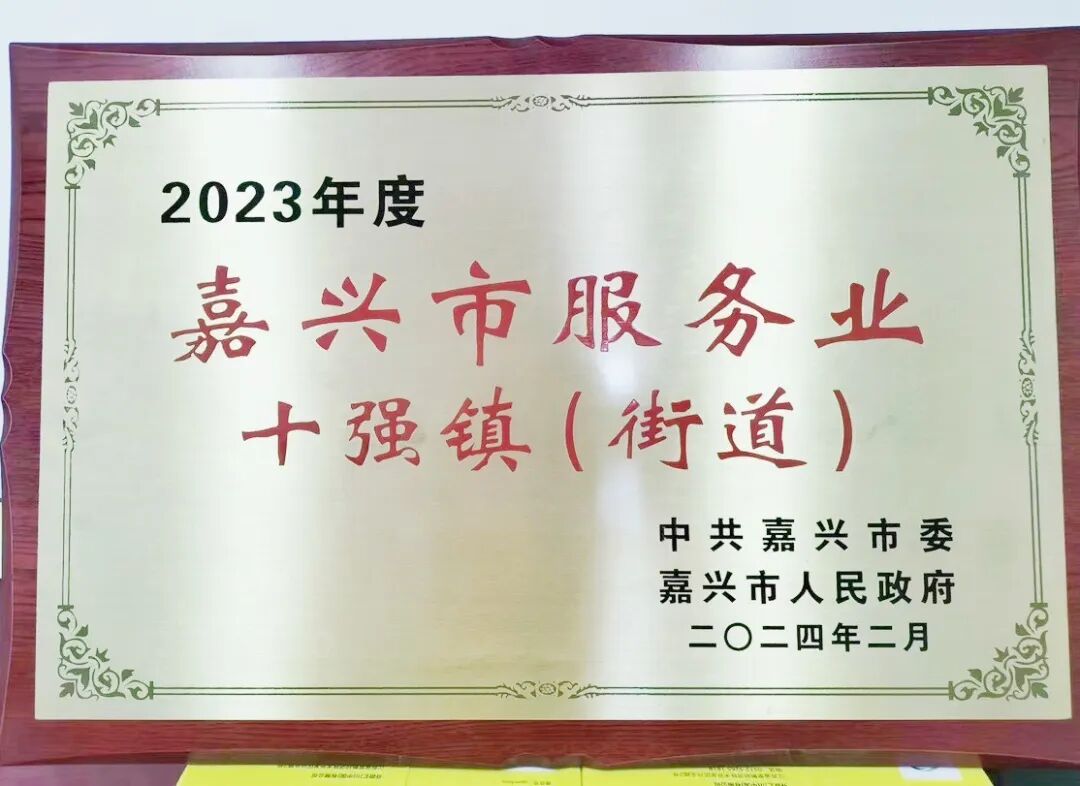 2023年度
嘉兴市服务业
十强镇(街道)
中共嘉兴市委
嘉兴市人民政府
二〇二四年二月